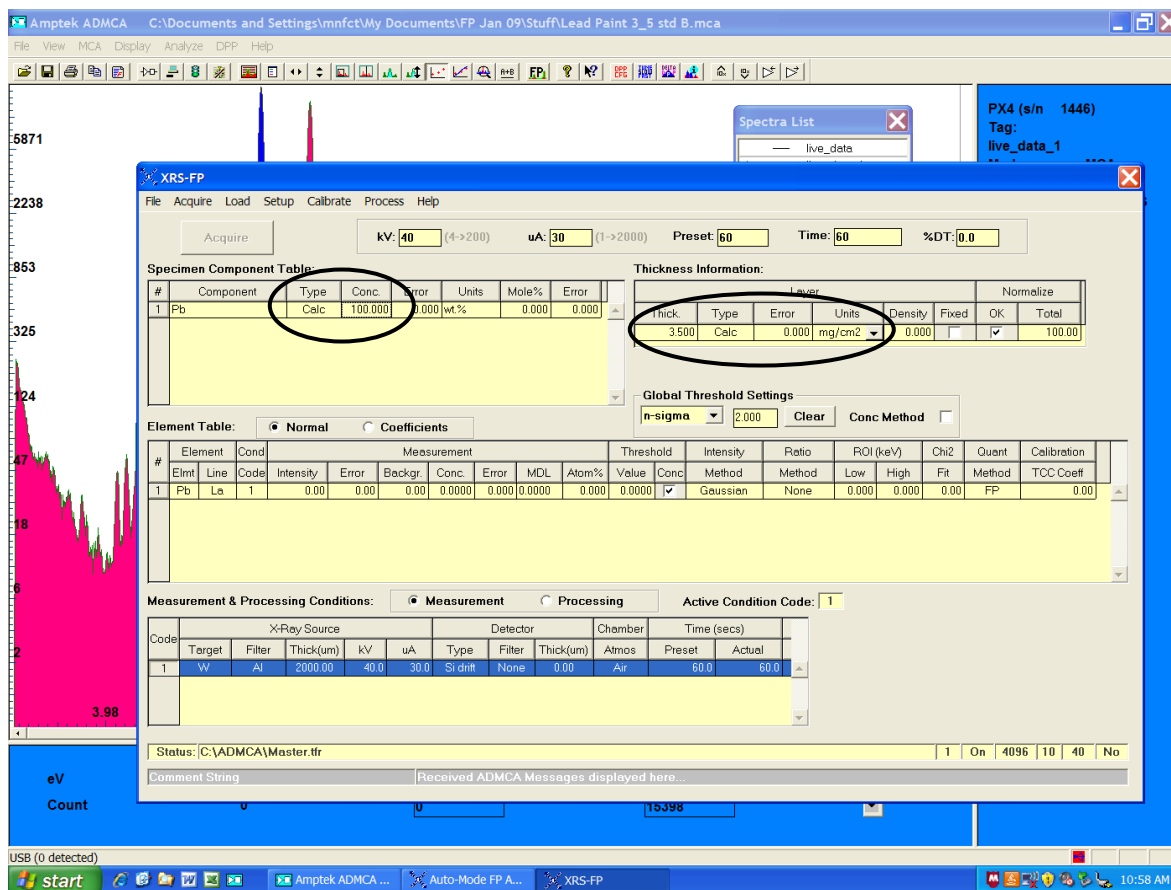 Amptek ADMCA C:\Documents and Settings\mnfct\My Documents\FP Jan 09\Stuff\Lead Paint 3_5 std B.mca
File View MCA Display Analyze DPP Help
5871
2238
853
325
124
47
18
6
2
3.98
Spectra List
live_data
PX4 (s/n 1446)
Tag:
live_data_1
XRS-FP
File Acquire Load Setup Calibrate Process Help
Acquire kV: 40 (4->200) uA: 30 (1->2000) Preset: 60 Time: 60 %DT: 0.0
Specimen Component Table:
# Component Type Conc. Error Units Mole% Error
1 Pb Calc 100.000 0.000 wt.% 0.000 0.000
Thickness Information:
Layer Normalize
Thick. Type Error Units Density Fixed OK Total
3.500 Calc 0.000 mg/cm2 0.000 100.00
Global Threshold Settings
n-sigma 2.000 Clear Conc Method
Element Table: Normal Coefficients
# Element Cond Measurement Threshold Intensity Ratio ROI (keV) Chi2 Quant Calibration
Elmt Line Code Intensity Error Backgr. Conc. Error MDL Atom% Value Conc Method Method Low High Fit Method TCC Coeff
1 Pb La 1 0.00 0.00 0.00 0.0000 0.000 0.0000 0.000 0.0000 Gaussian None 0.000 0.000 0.00 FP 0.00
Measurement & Processing Conditions: Measurement Processing Active Condition Code: 1
Code X-Ray Source Detector Chamber Time (secs)
Target Filter Thick(um) kV uA Type Filter Thick(um) Atmos Preset Actual
1 W Al 2000.00 40.0 30.0 Si drift None 0.00 Air 60.0 60.0
Status: C:\ADMCA\Master.tfr 1 On 4096 10 40 No
Comment String Received ADMCA Messages displayed here...
eV
Count 0 0 15398
USB (0 detected)
start Amptek ADMCA ... Auto-Mode FP A... XRS-FP 10:58 AM